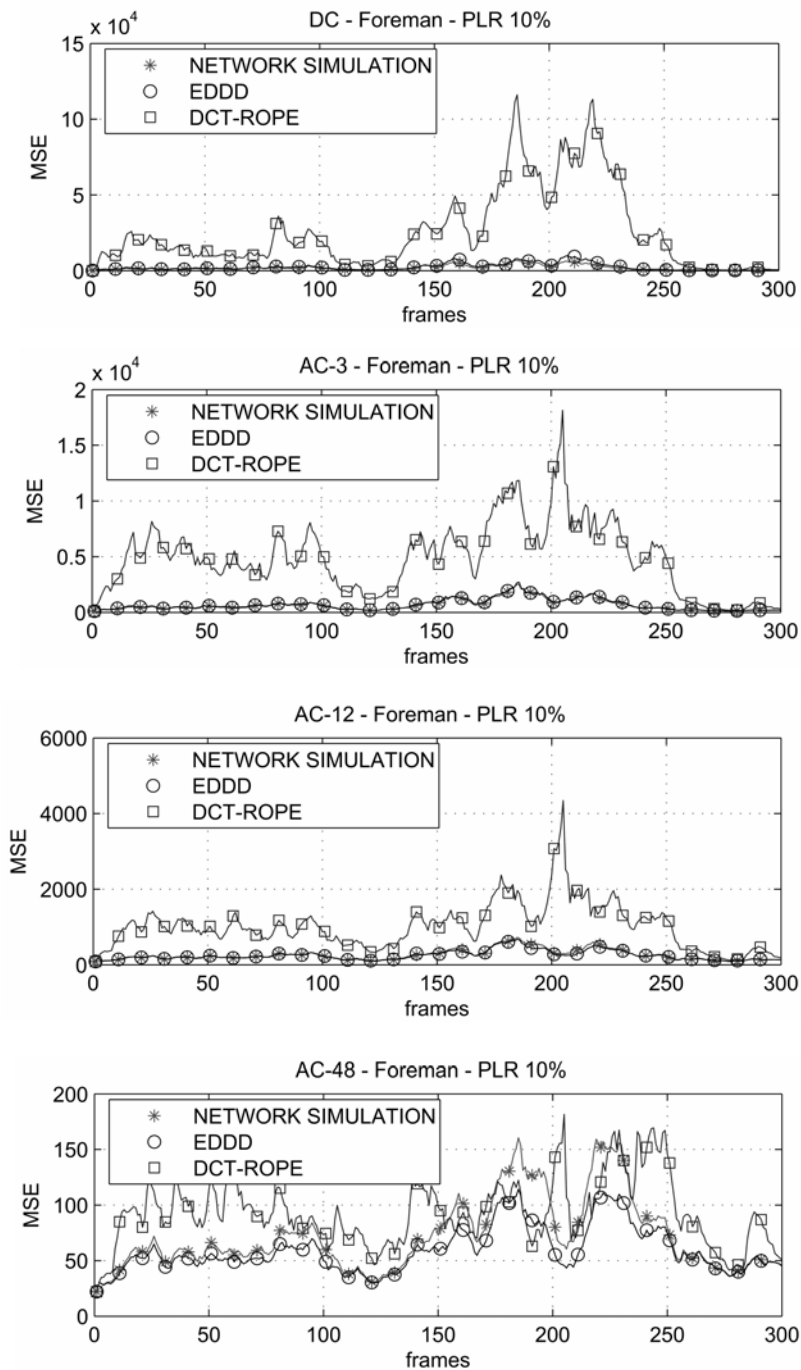 DC - Foreman - PLR 10%
x 10^4
15
10
5
0
MSE
NETWORK SIMULATION
EDDD
DCT-ROPE
0 50 100 150 200 250 300
frames
AC-3 - Foreman - PLR 10%
x 10^4
2
1.5
1
0.5
0
MSE
NETWORK SIMULATION
EDDD
DCT-ROPE
0 50 100 150 200 250 300
frames
AC-12 - Foreman - PLR 10%
6000
4000
2000
0
MSE
NETWORK SIMULATION
EDDD
DCT-ROPE
0 50 100 150 200 250 300
frames
AC-48 - Foreman - PLR 10%
200
150
100
50
0
MSE
NETWORK SIMULATION
EDDD
DCT-ROPE
0 50 100 150 200 250 300
frames